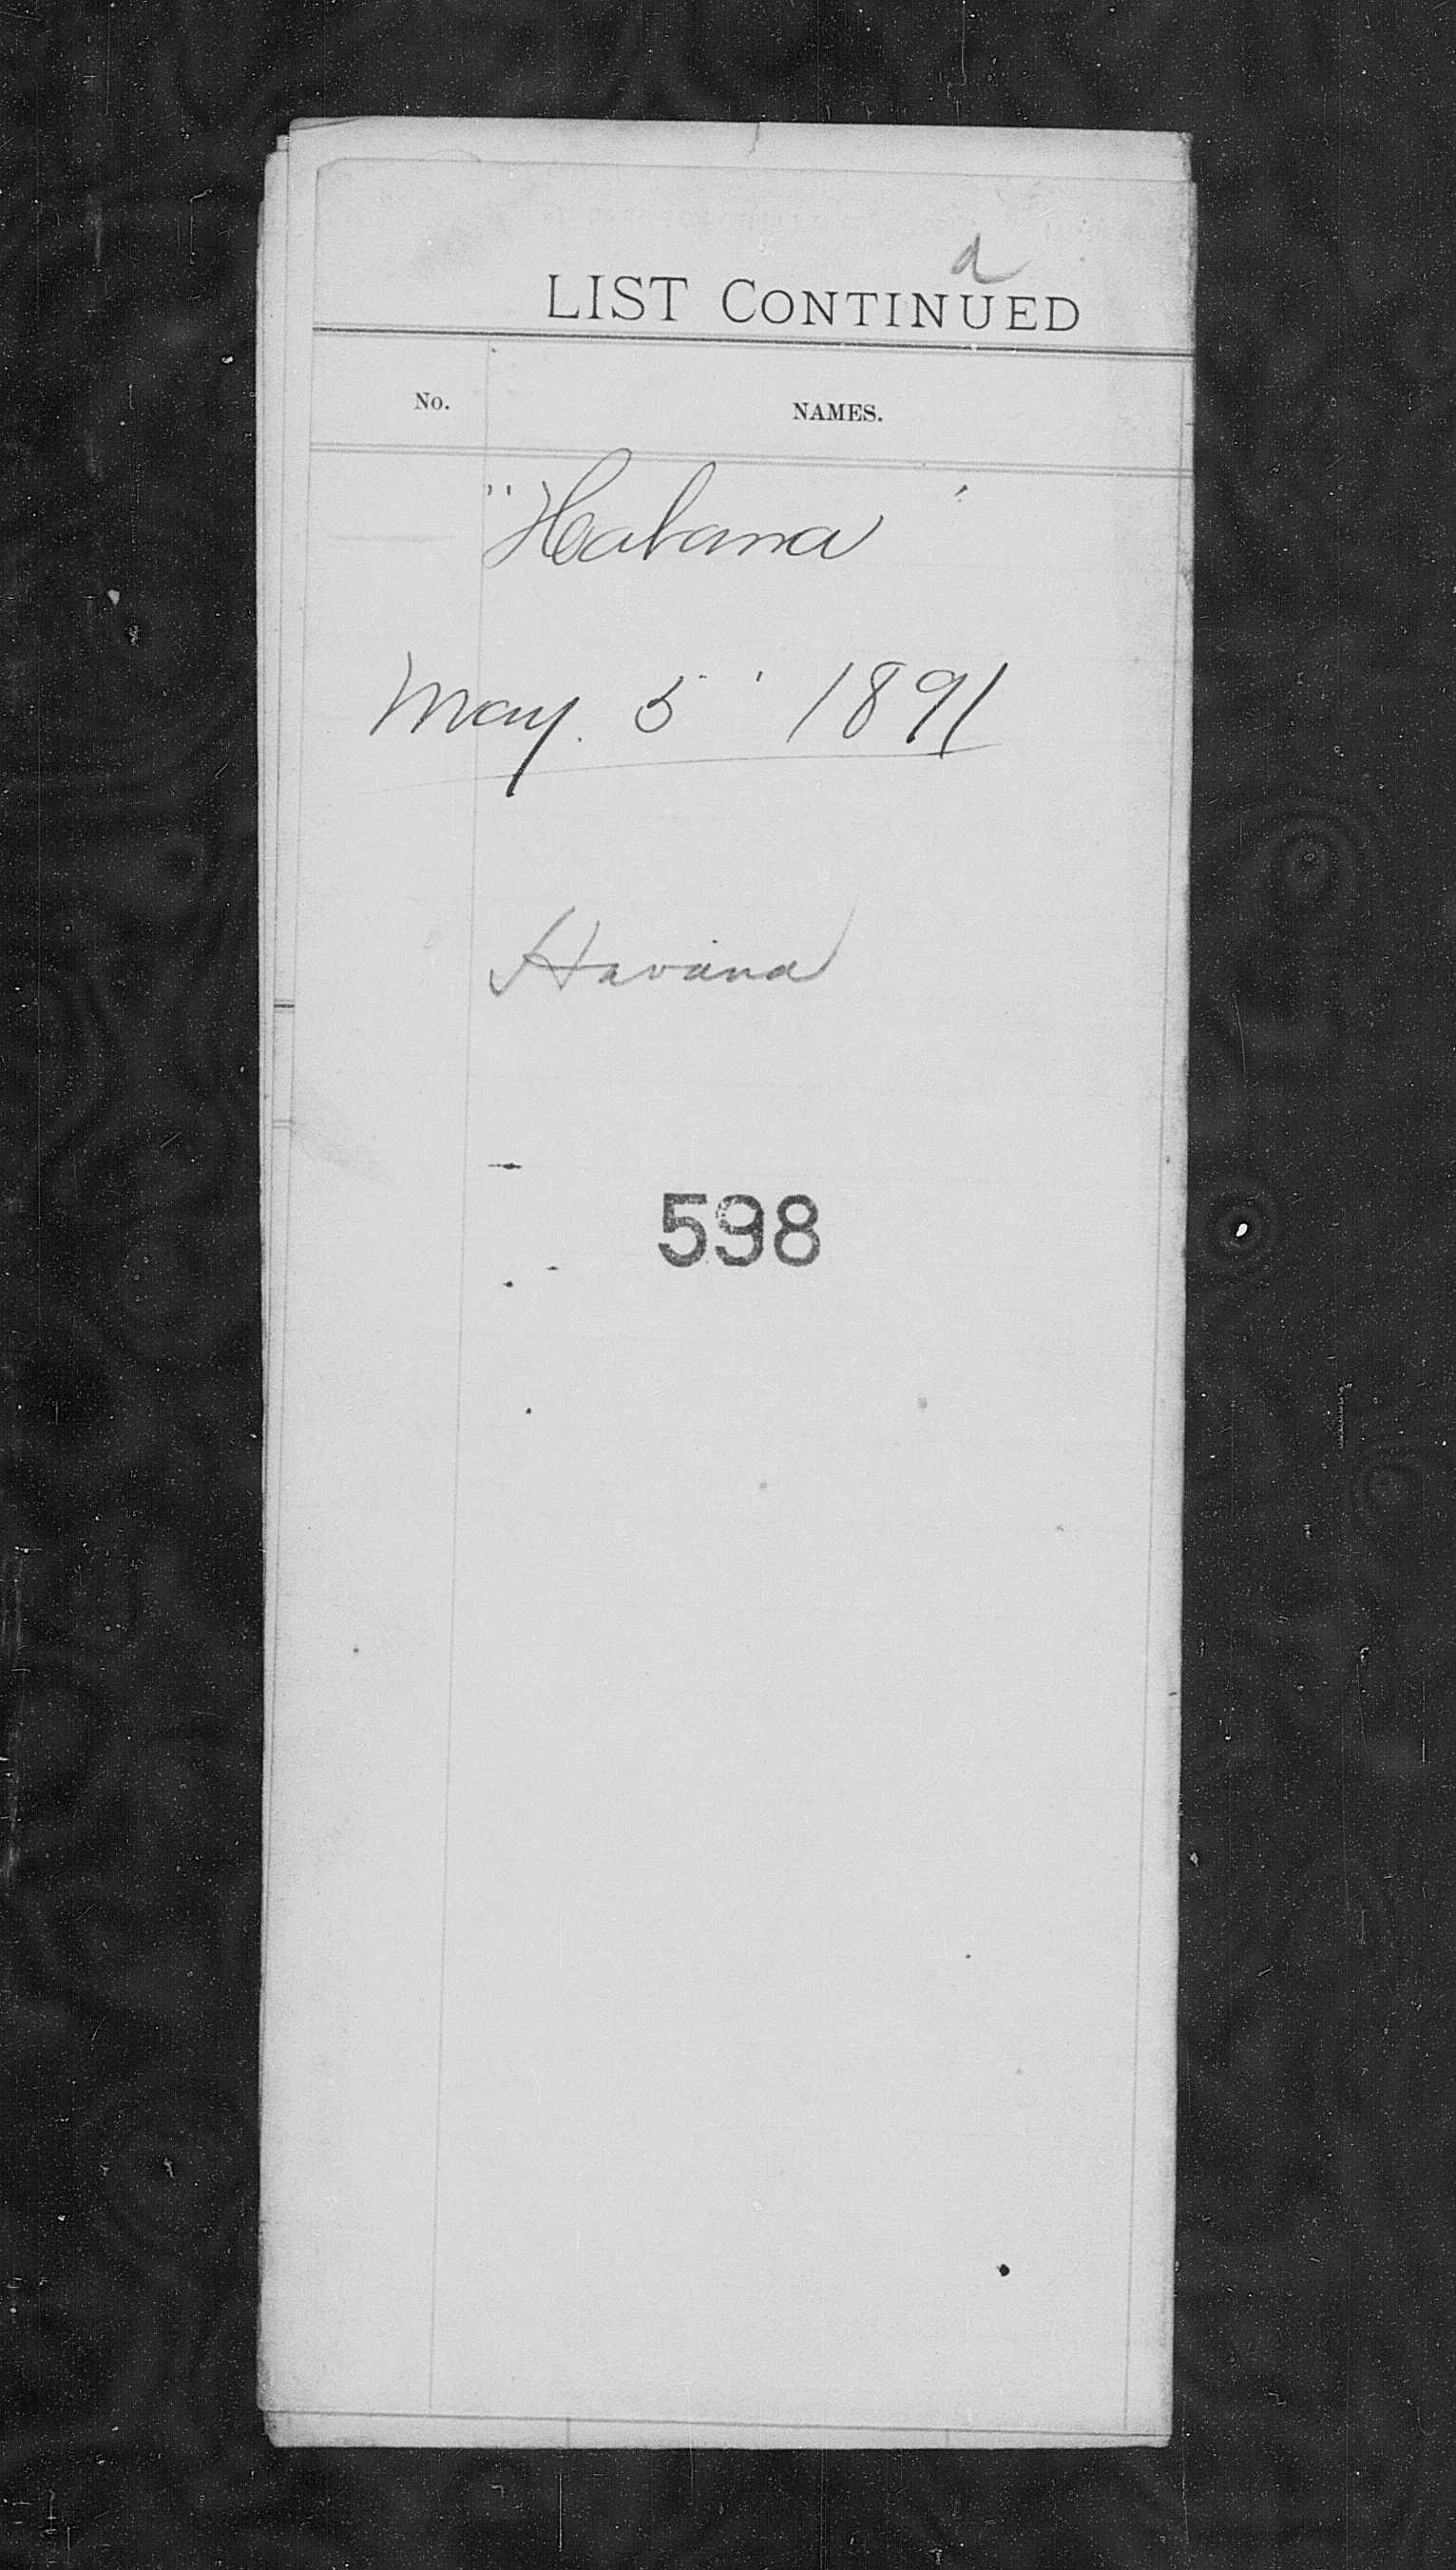 a
LIST CONTINUED
No. NAMES.
"Habana"
May. 5' 1891
Havana
598